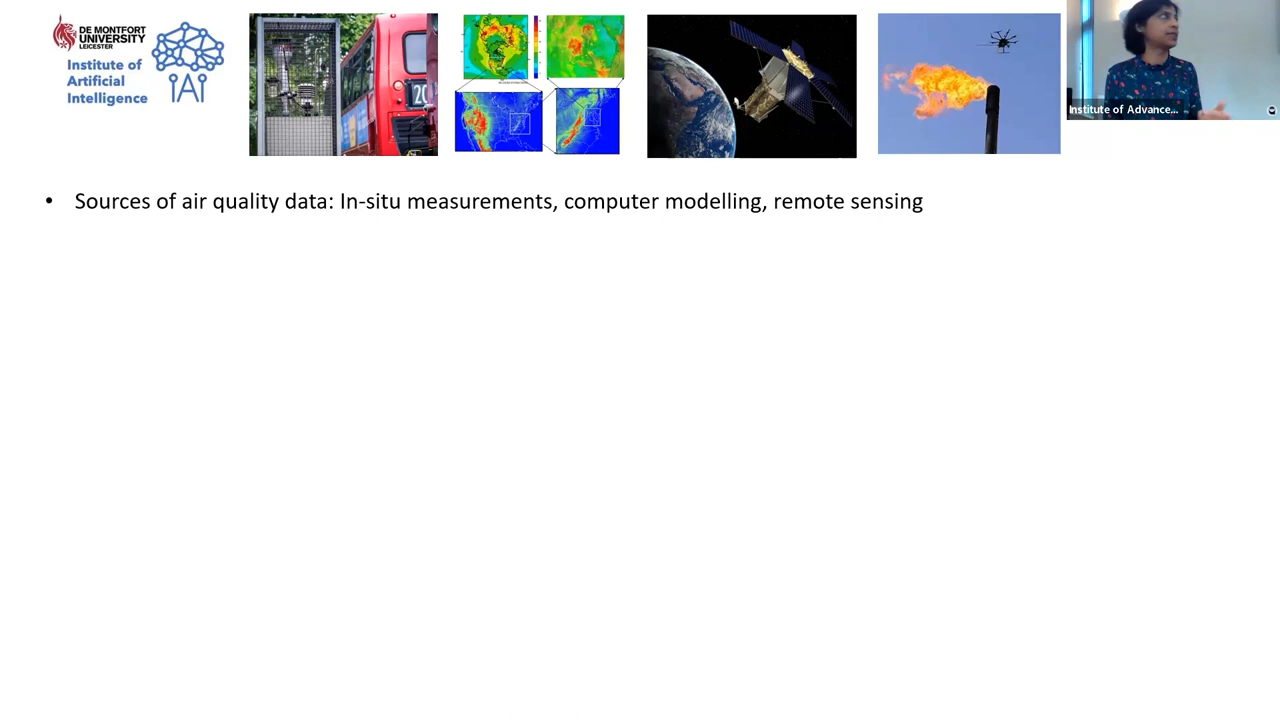 DE MONTFORT
UNIVERSITY
LEICESTER
Institute of
Artificial
Intelligence
20
Institute of Advance...
• Sources of air quality data: In-situ measurements, computer modelling, remote sensing